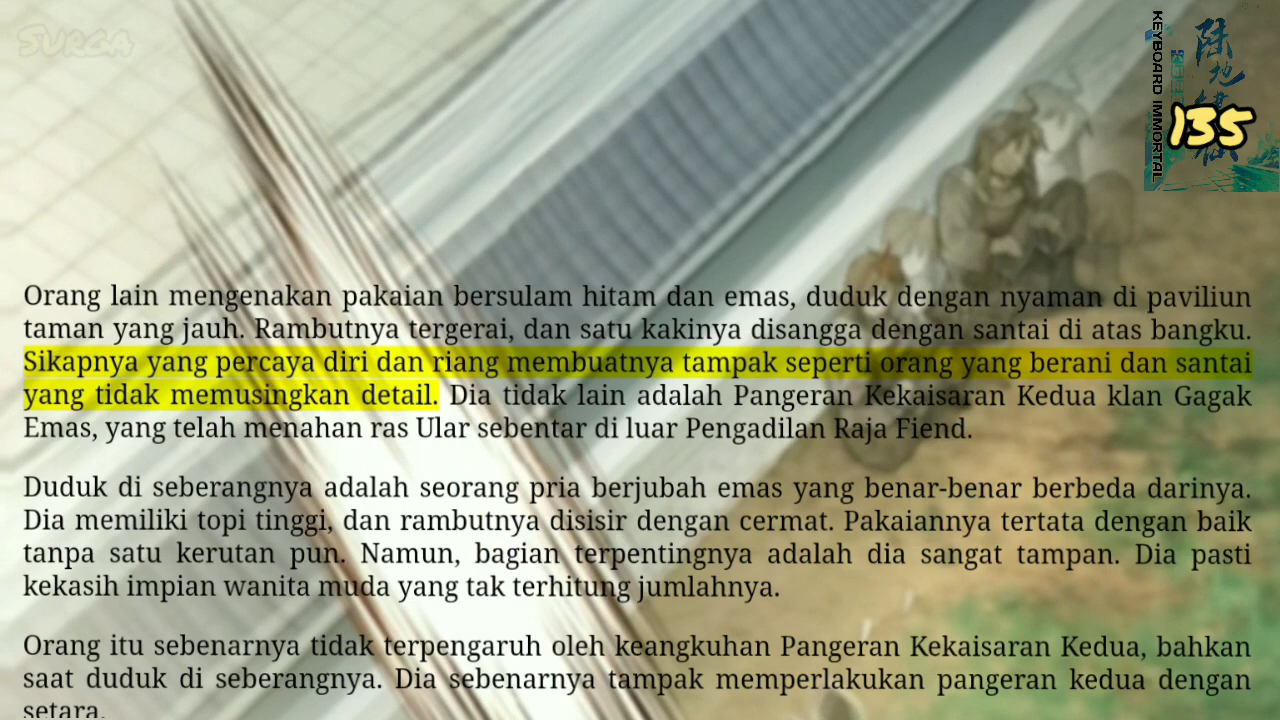 SURGA
KEYBOARD IMMORTAL
135
Orang lain mengenakan pakaian bersulam hitam dan emas, duduk dengan nyaman di paviliun
taman yang jauh. Rambutnya tergerai, dan satu kakinya disangga dengan santai di atas bangku.
Sikapnya yang percaya diri dan riang membuatnya tampak seperti orang yang berani dan santai
yang tidak memusingkan detail. Dia tidak lain adalah Pangeran Kekaisaran Kedua klan Gagak
Emas, yang telah menahan ras Ular sebentar di luar Pengadilan Raja Fiend.
Duduk di seberangnya adalah seorang pria berjubah emas yang benar-benar berbeda darinya.
Dia memiliki topi tinggi, dan rambutnya disisir dengan cermat. Pakaiannya tertata dengan baik
tanpa satu kerutan pun. Namun, bagian terpentingnya adalah dia sangat tampan. Dia pasti
kekasih impian wanita muda yang tak terhitung jumlahnya.
Orang itu sebenarnya tidak terpengaruh oleh keangkuhan Pangeran Kekaisaran Kedua, bahkan
saat duduk di seberangnya. Dia sebenarnya tampak memperlakukan pangeran kedua dengan
setara.